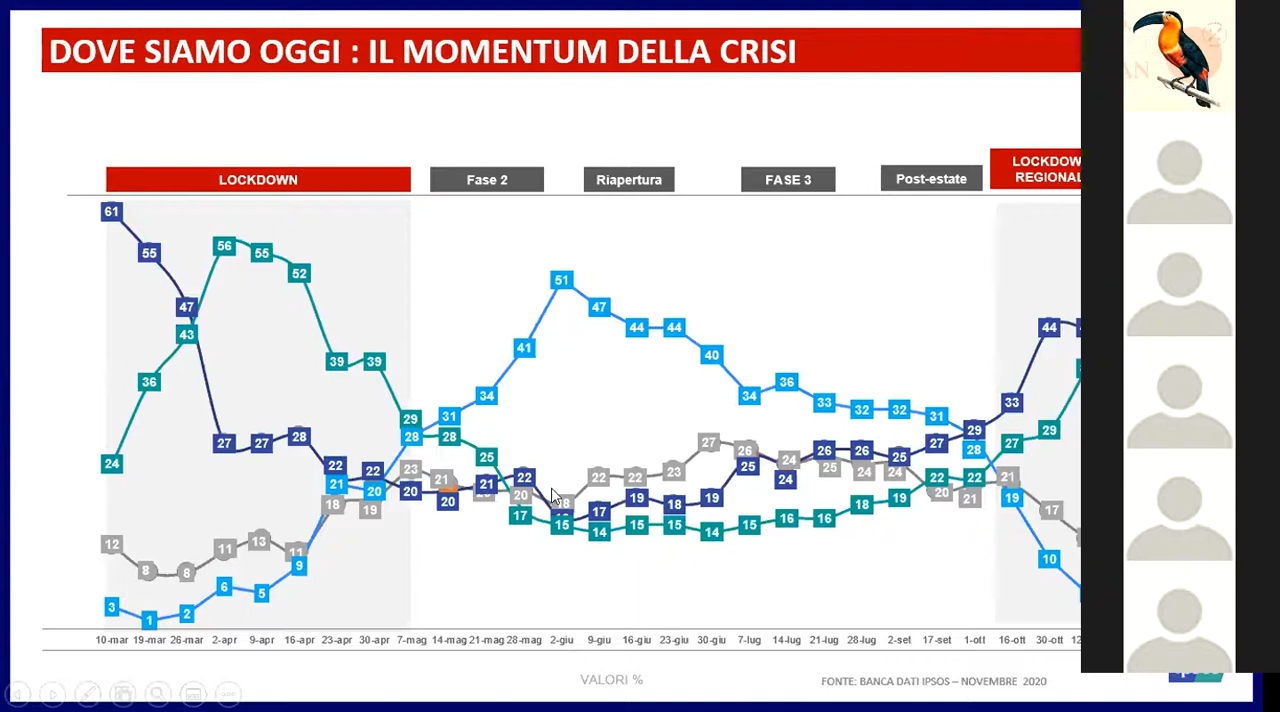 DOVE SIAMO OGGI : IL MOMENTUM DELLA CRISI
LOCKDOWN
Fase 2
Riapertura
FASE 3
Post-estate
LOCKDOW
REGIONAL
61 55 47 27 27 28 22 22 20 20 21 22 17 19 18 19 25 24 26 26 25 27 29 33 44
24 36 43 56 55 52 39 39 29 28 25 17 15 14 15 15 14 15 16 16 18 19 22 22 27 29
12 8 8 11 13 11 18 19 23 21 20 22 22 23 27 26 24 25 24 24 20 21 21 17
3 1 2 6 5 9 21 20 28 31 34 41 51 47 44 44 40 34 36 33 32 32 31 28 19 10
10-mar 19-mar 26-mar 2-apr 9-apr 16-apr 23-apr 30-apr 7-mag 14-mag 21-mag 28-mag 2-giu 9-giu 16-giu 23-giu 30-giu 7-lug 14-lug 21-lug 28-lug 2-set 17-set 1-ott 16-ott 30-ott 12
VALORI %
FONTE: BANCA DATI IPSOS – NOVEMBRE 2020